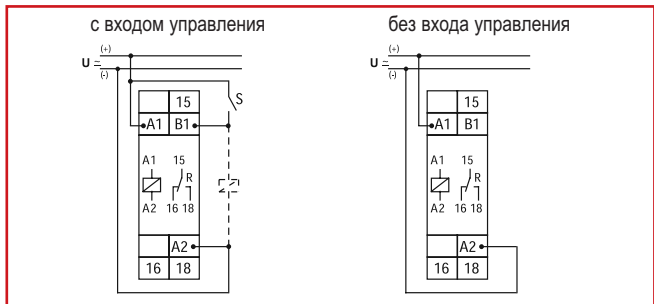 с входом управления
без входа управления
(+)
U
(-)
S
15
A1 B1
A1 15
R
A2 16 18
A2
16 18
(+)
U
(-)
15
A1 B1
A1 15
R
A2 16 18
A2
16 18